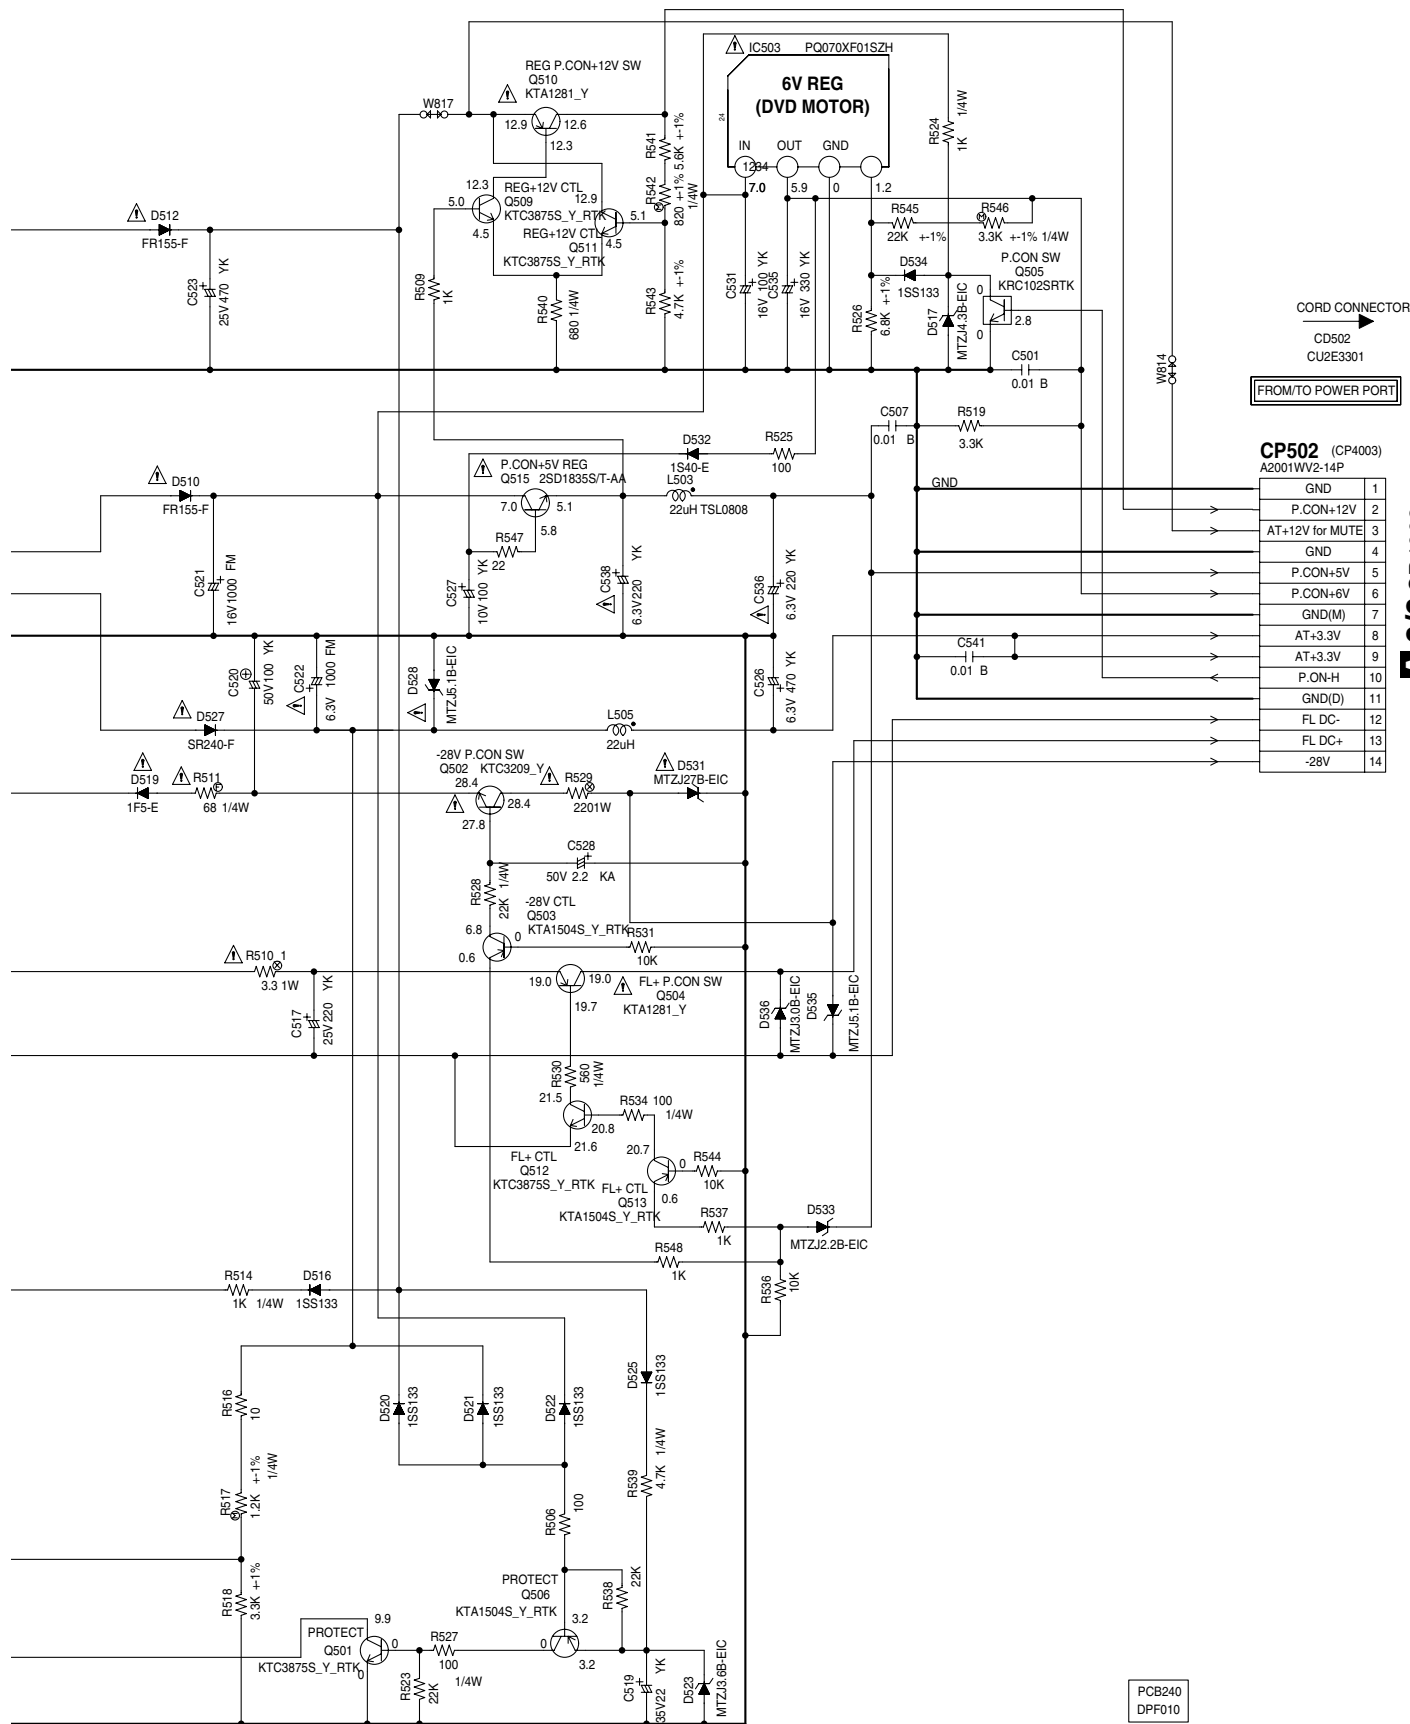 IC503 PQ070XF01SZH
6V REG
(DVD MOTOR)
24
IN OUT GND
1234
7.0 5.9 0 1.2
REG P.CON+12V SW
Q510
KTA1281_Y
W817
12.9 12.6
12.3
R541
5.6K +-1%
R542
820 +-1%
1/4W
R524
1K
1/4W
12.3
REG+12V CTL
Q509
KTC3875S_Y_RTK
5.0
4.5
12.9
5.1
REG+12V CTL
Q511
KTC3875S_Y_RTK
4.5
D512
FR155-F
C523
25V 470 YK
R509
1K
R540
680 1/4W
R543
4.7K +-1%
C531
16V 100 YK
C535
16V 330 YK
R545
22K +-1%
R546
3.3K +-1% 1/4W
M
D534
1SS133
R526
6.8K +-1%
D517
MTZJ4.3B-EIC
P.CON SW
Q505
KRC102SRTK
0
2.8
0
C501
0.01 B
W814
CORD CONNECTOR
CD502
CU2E3301
FROM/TO POWER PORT
C507
0.01 B
R519
3.3K
D532
1S40-E
R525
100
D510
FR155-F
P.CON+5V REG
Q515 2SD1835S/T-AA
7.0 5.1
5.8
L503
22uH TSL0808
R547
22
C521
16V1000 FM
C527
10V 100 YK
C538
6.3V220 YK
C536
6.3V 220 YK
GND
CP502 (CP4003)
A2001WV2-14P
GND 1
P.CON+12V 2
AT+12V for MUTE 3
GND 4
P.CON+5V 5
P.CON+6V 6
GND(M) 7
AT+3.3V 8
AT+3.3V 9
P.ON-H 10
GND(D) 11
FL DC- 12
FL DC+ 13
-28V 14
C541
0.01 B
C520
50V100 YK
C522
6.3V 1000 FM
D528
MTZJ5.1B-EIC
C526
6.3V 470 YK
D527
SR240-F
L505
22uH
D519
1F5-E
R511
68 1/4W
-28V P.CON SW
Q502 KTC3209_Y
28.4
28.4
27.8
R529
2201W
D531
MTZJ27B-EIC
C528
50V 2.2 KA
R528
22K 1/4W
-28V CTL
Q503
KTA1504S_Y_RTK
6.8
0
0.6
R531
10K
R510_1
3.3 1W
C517
25V 220 YK
19.0 19.0
19.7
FL+ P.CON SW
Q504
KTA1281_Y
D536
MTZJ3.0B-EIC
D535
MTZJ5.1B-EIC
R530
560
1/4W
21.5
20.8
21.6
R534 100
1/4W
FL+ CTL
Q512
KTC3875S_Y_RTK
20.7
0
0.6
R544
10K
FL+ CTL
Q513
KTA1504S_Y_RTK
R537
1K
D533
MTZJ2.2B-EIC
R548
1K
R536
10K
R514
1K 1/4W
D516
1SS133
R516
10
D520
1SS133
D521
1SS133
D522
1SS133
D525
1SS133
R517
1.2K +-1%
1/4W
R539
4.7K 1/4W
R506
100
R518
3.3K +-1%
PROTECT
Q506
KTA1504S_Y_RTK
R538
22K
3.2
0
3.2
PROTECT
Q501
KTC3875S_Y_RTK
9.9
0
0
R527
100
1/4W
R523
22K
C519
35V22 YK
D523
MTZJ3.6B-EIC
PCB240
DPF010